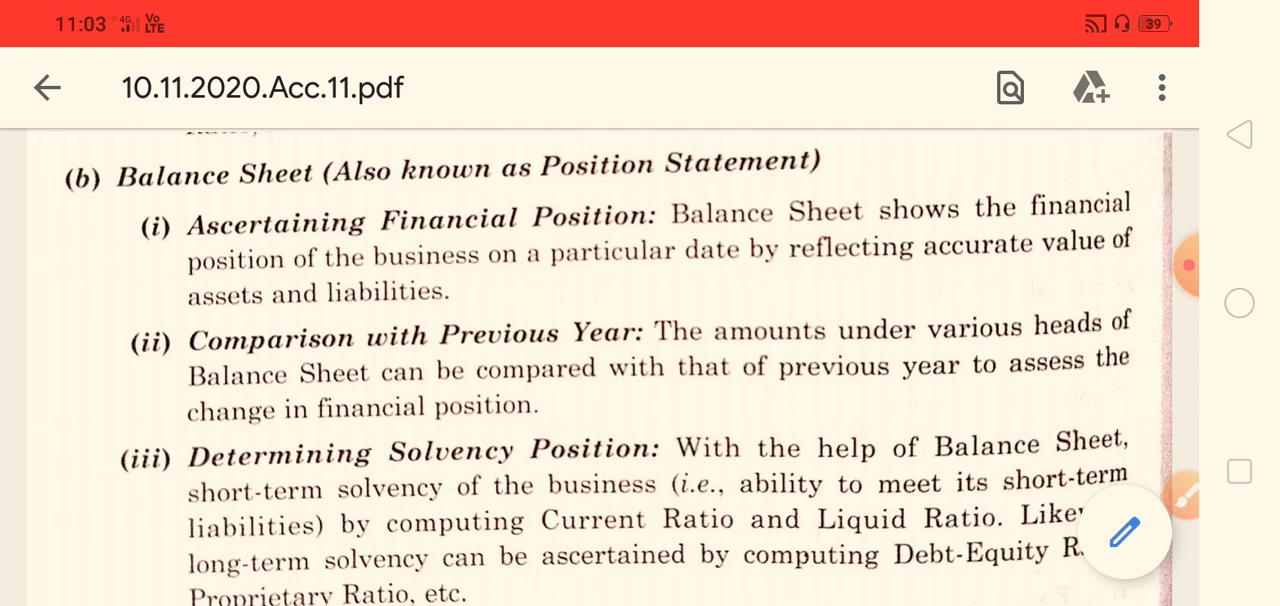 11:03 4G Vo LTE 39
10.11.2020.Acc.11.pdf
(b) Balance Sheet (Also known as Position Statement)
(i) Ascertaining Financial Position: Balance Sheet shows the financial
position of the business on a particular date by reflecting accurate value of
assets and liabilities.
(ii) Comparison with Previous Year: The amounts under various heads of
Balance Sheet can be compared with that of previous year to assess the
change in financial position.
(iii) Determining Solvency Position: With the help of Balance Sheet,
short-term solvency of the business (i.e., ability to meet its short-term
liabilities) by computing Current Ratio and Liquid Ratio.
long-term solvency can be ascertained by computing Debt-Equity
Proprietary Ratio, etc.